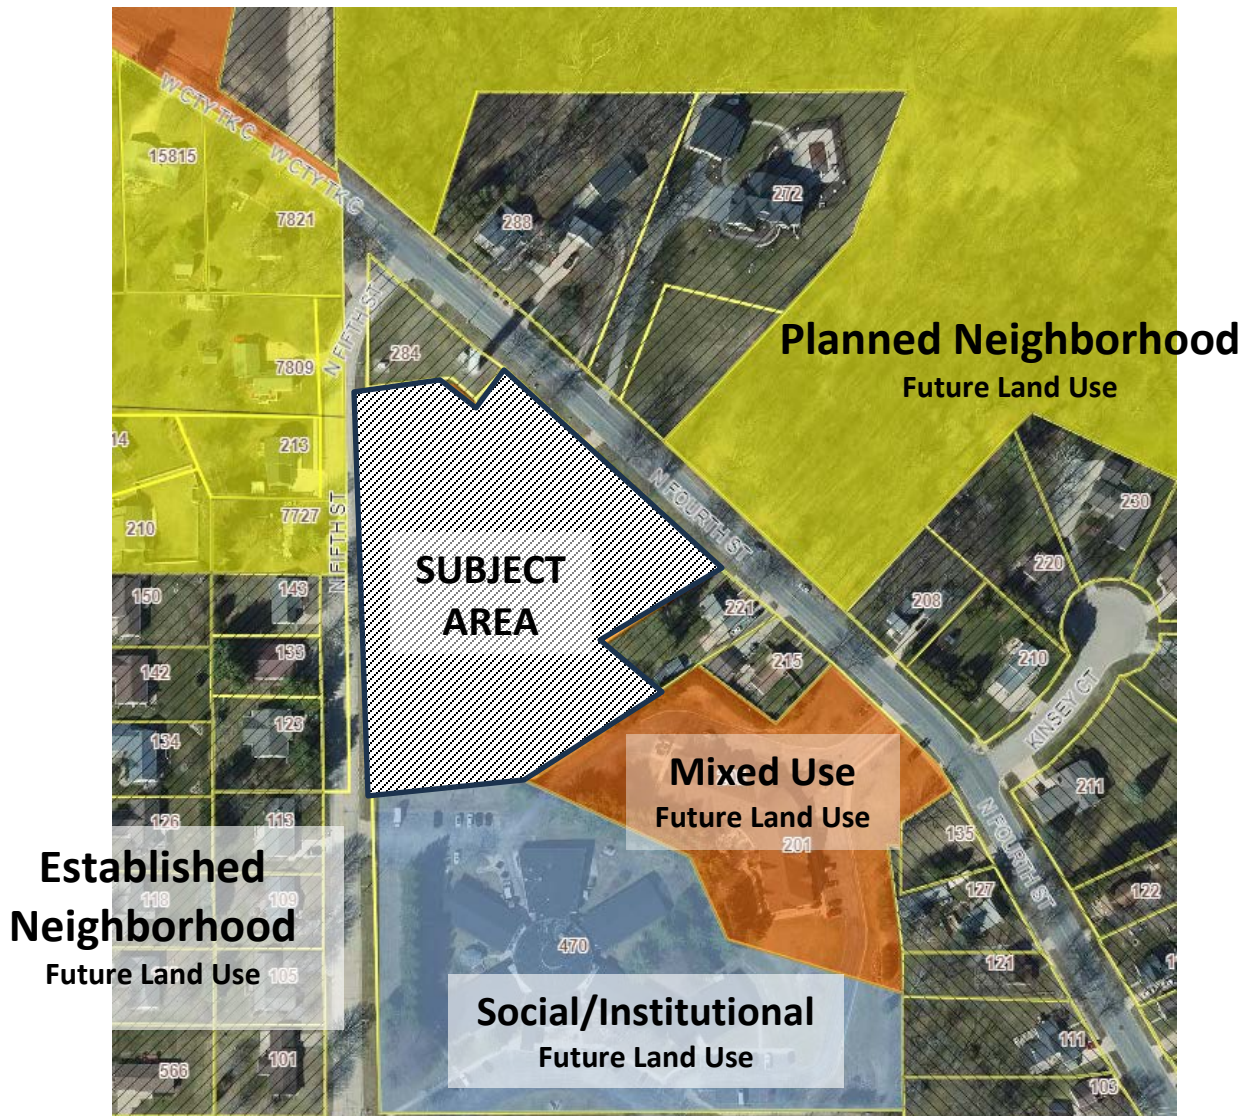 W CTY TK C
W CTY TK C
15815
7821
272
288
N FIFTH ST
284
7809
Planned Neighborhood
Future Land Use
14
213
230
N FOURTH ST
210
7727
N FIFTH ST
SUBJECT
AREA
220
150
143
208
221
133
142
215
210
KINSEY CT
123
134
Mixed Use
Future Land Use
211
126
113
201
135
N FOURTH ST
Established
Neighborhood
Future Land Use
118
109
127
122
470
105
121
Social/Institutional
Future Land Use
111
566
101
103